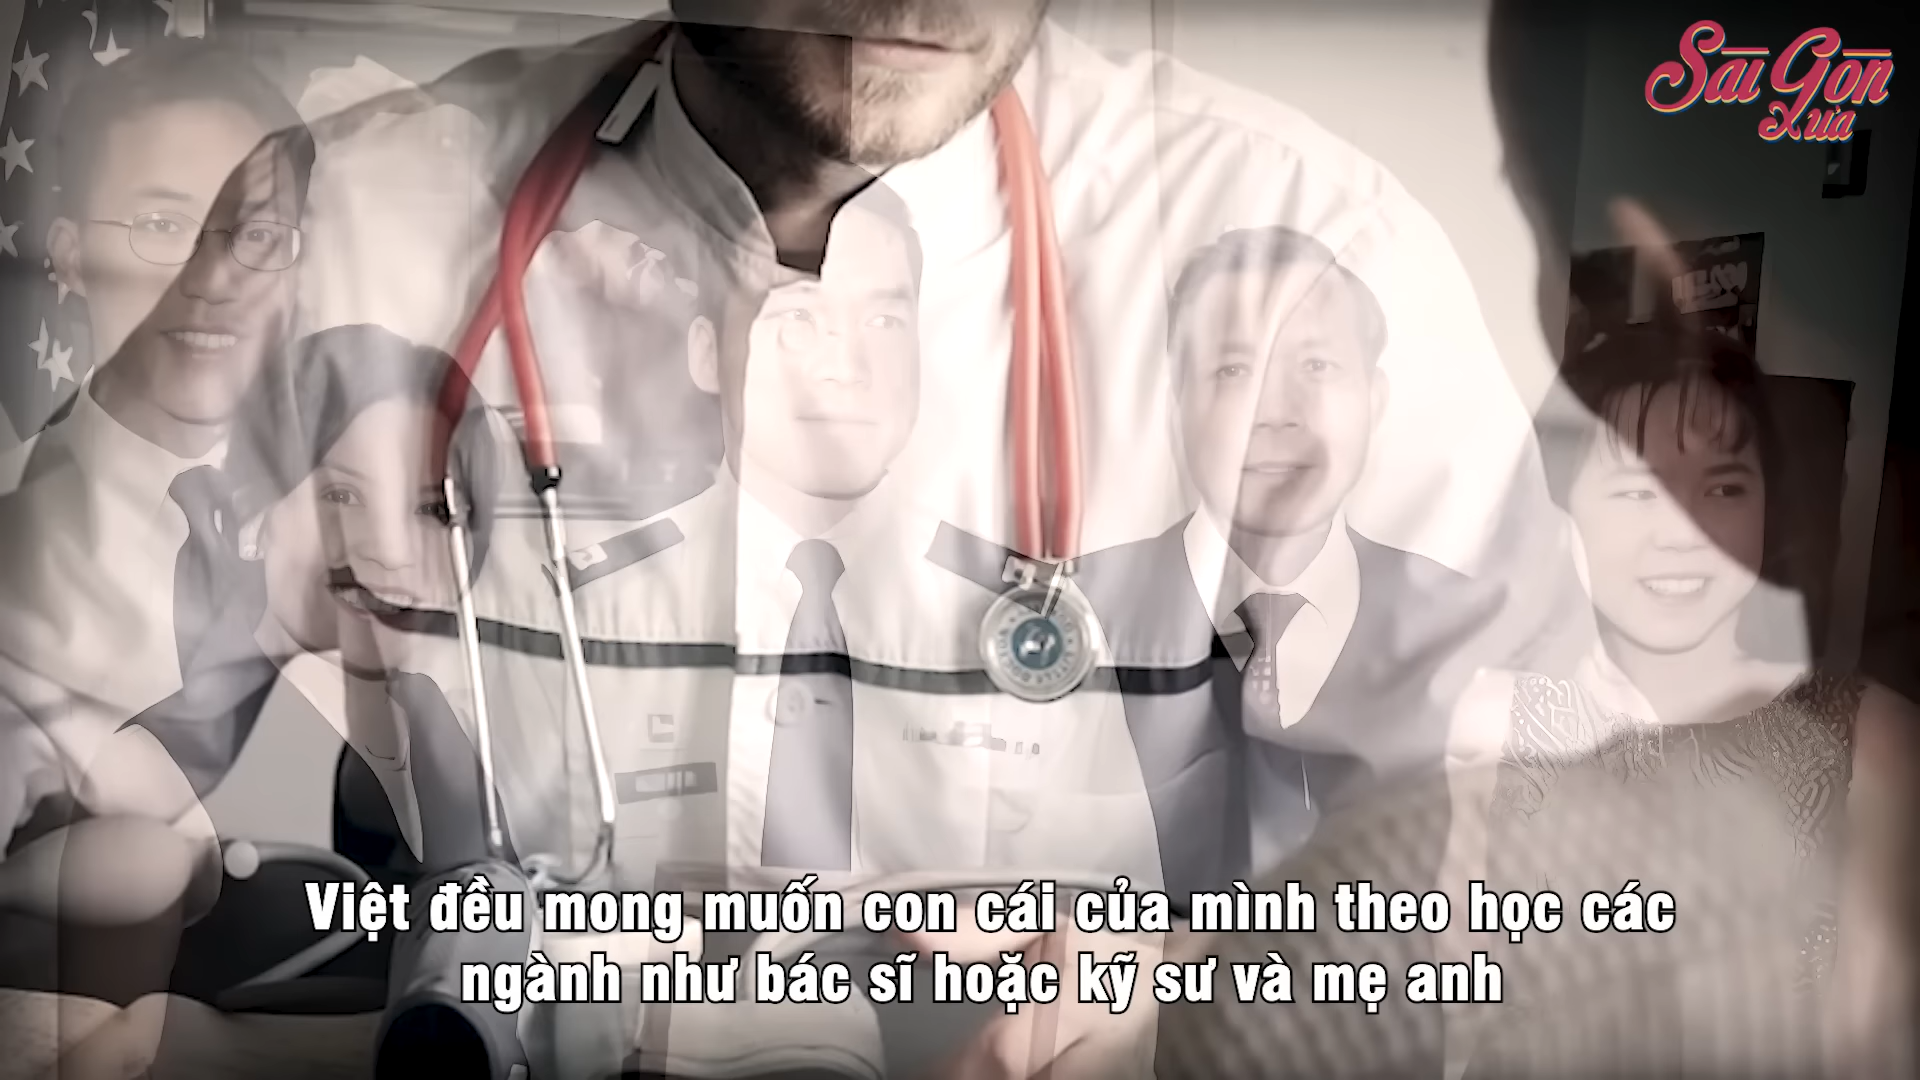 Sài Gòn
Xưa
Việt đều mong muốn con cái của mình theo học các
ngành như bác sĩ hoặc kỹ sư và mẹ anh